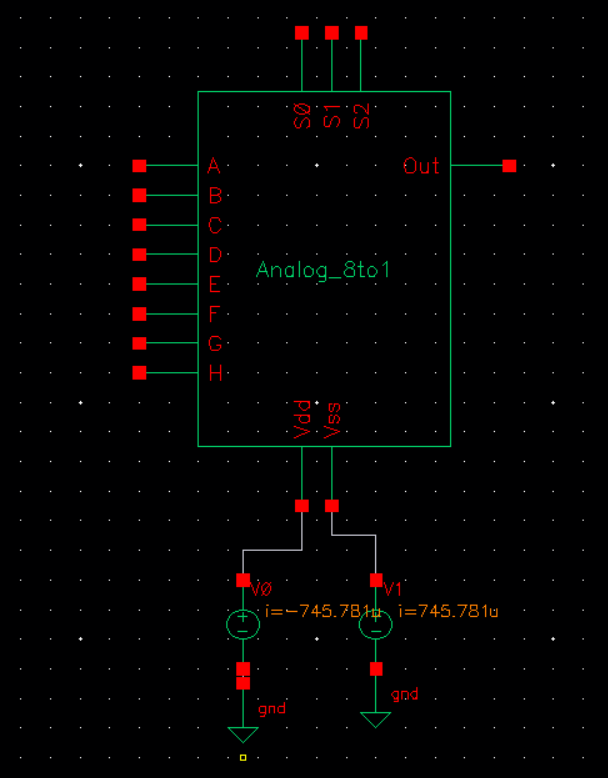 S0 S1 S2
A Out
B
C
D
Analog_8to1
E
F
G
H
Vdd Vss
V0 V1
i=-745.781u i=745.781u
gnd
gnd